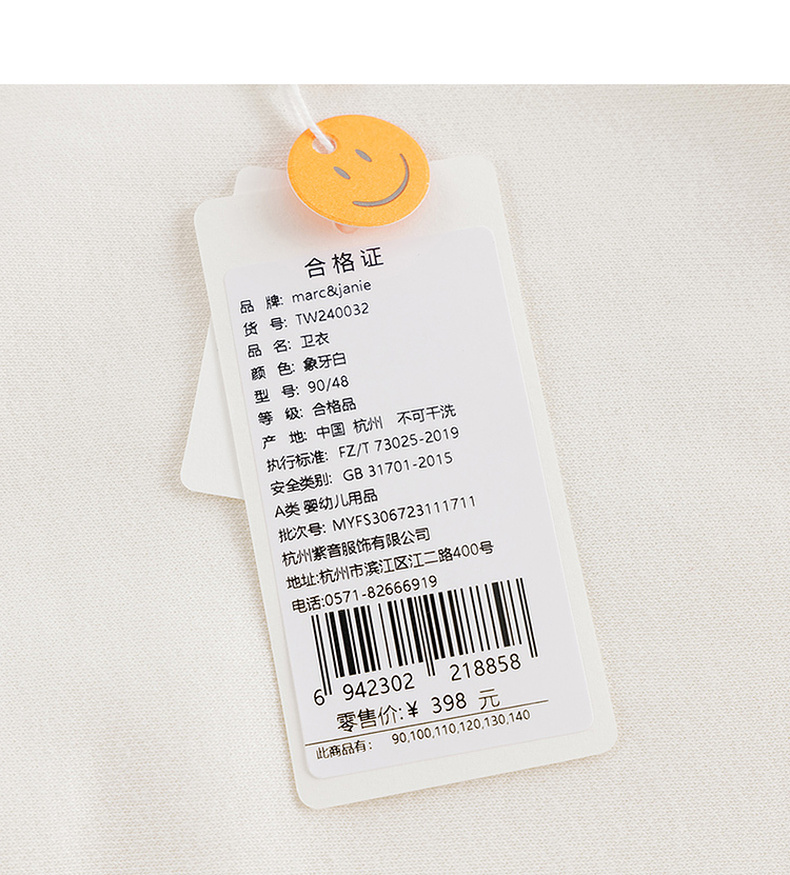 合格证
品 牌: marc&janie
货 号: TW240032
品 名: 卫衣
颜 色: 象牙白
型 号: 90/48
等 级: 合格品
产 地: 中国 杭州 不可干洗
执行标准: FZ/T 73025-2019
安全类别: GB 31701-2015
A类 婴幼儿用品
批次号: MYFS306723111711
杭州紫音服饰有限公司
地址:杭州市滨江区江二路400号
电话:0571-82666919
6 942302 218858
零售价:¥ 398 元
此商品有: 90,100,110,120,130,140